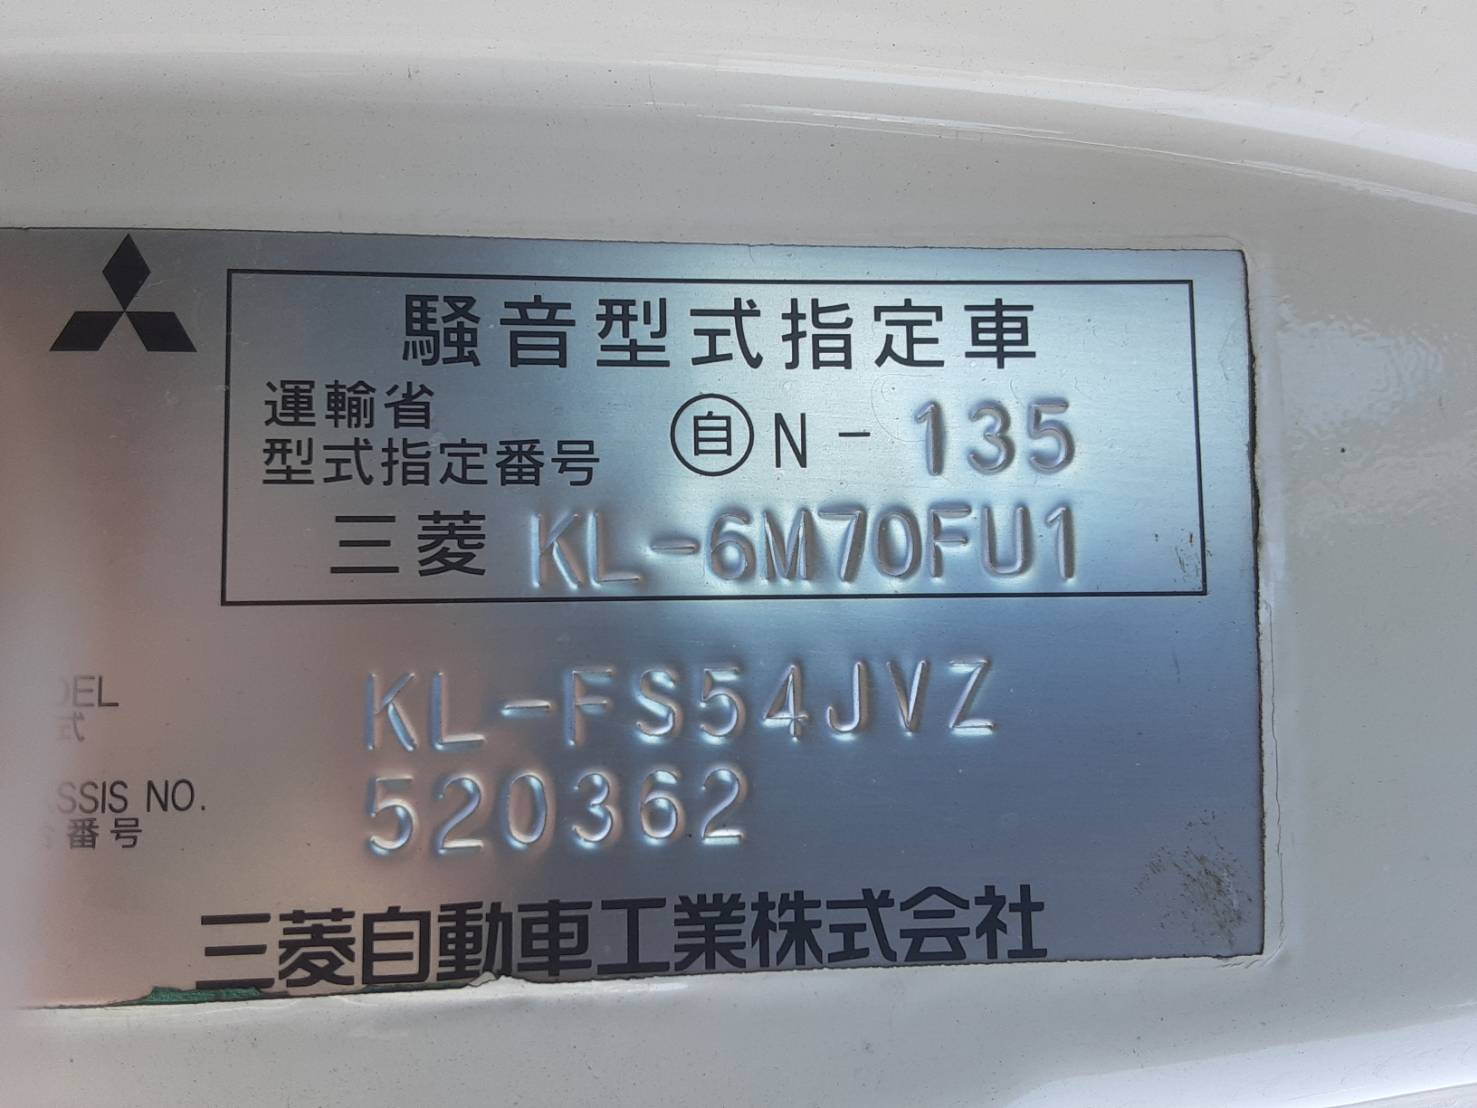 騒音型式指定車
運輸省
型式指定番号 自 N - 135
三菱 KL-6M70FU1
DEL KL-FS54JVZ
式
ASSIS NO. 520362
番号
三菱自動車工業株式会社